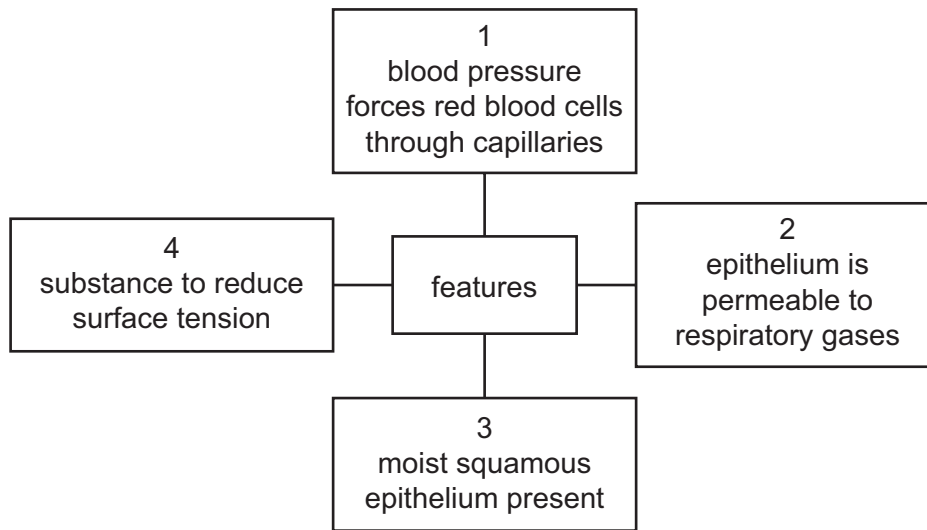 1
blood pressure
forces red blood cells
through capillaries
4
substance to reduce
surface tension
features
2
epithelium is
permeable to
respiratory gases
3
moist squamous
epithelium present